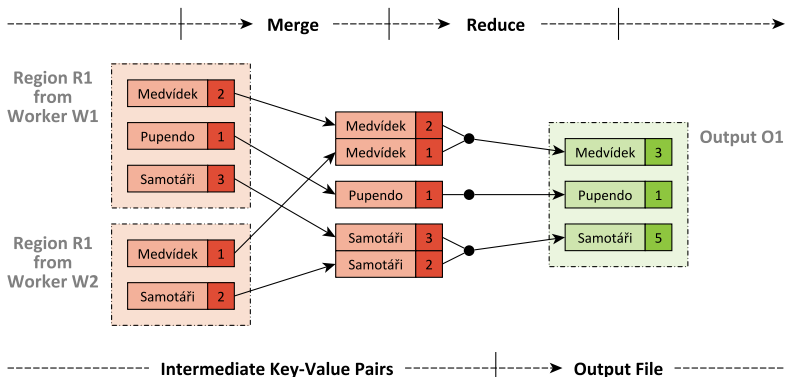 Merge
Reduce
Region R1
from
Worker W1
Medvídek 2
Pupendo 1
Samotáři 3
Region R1
from
Worker W2
Medvídek 1
Samotáři 2
Medvídek 2
Medvídek 1
Pupendo 1
Samotáři 3
Samotáři 2
Medvídek 3
Pupendo 1
Samotáři 5
Output O1
Intermediate Key-Value Pairs
Output File